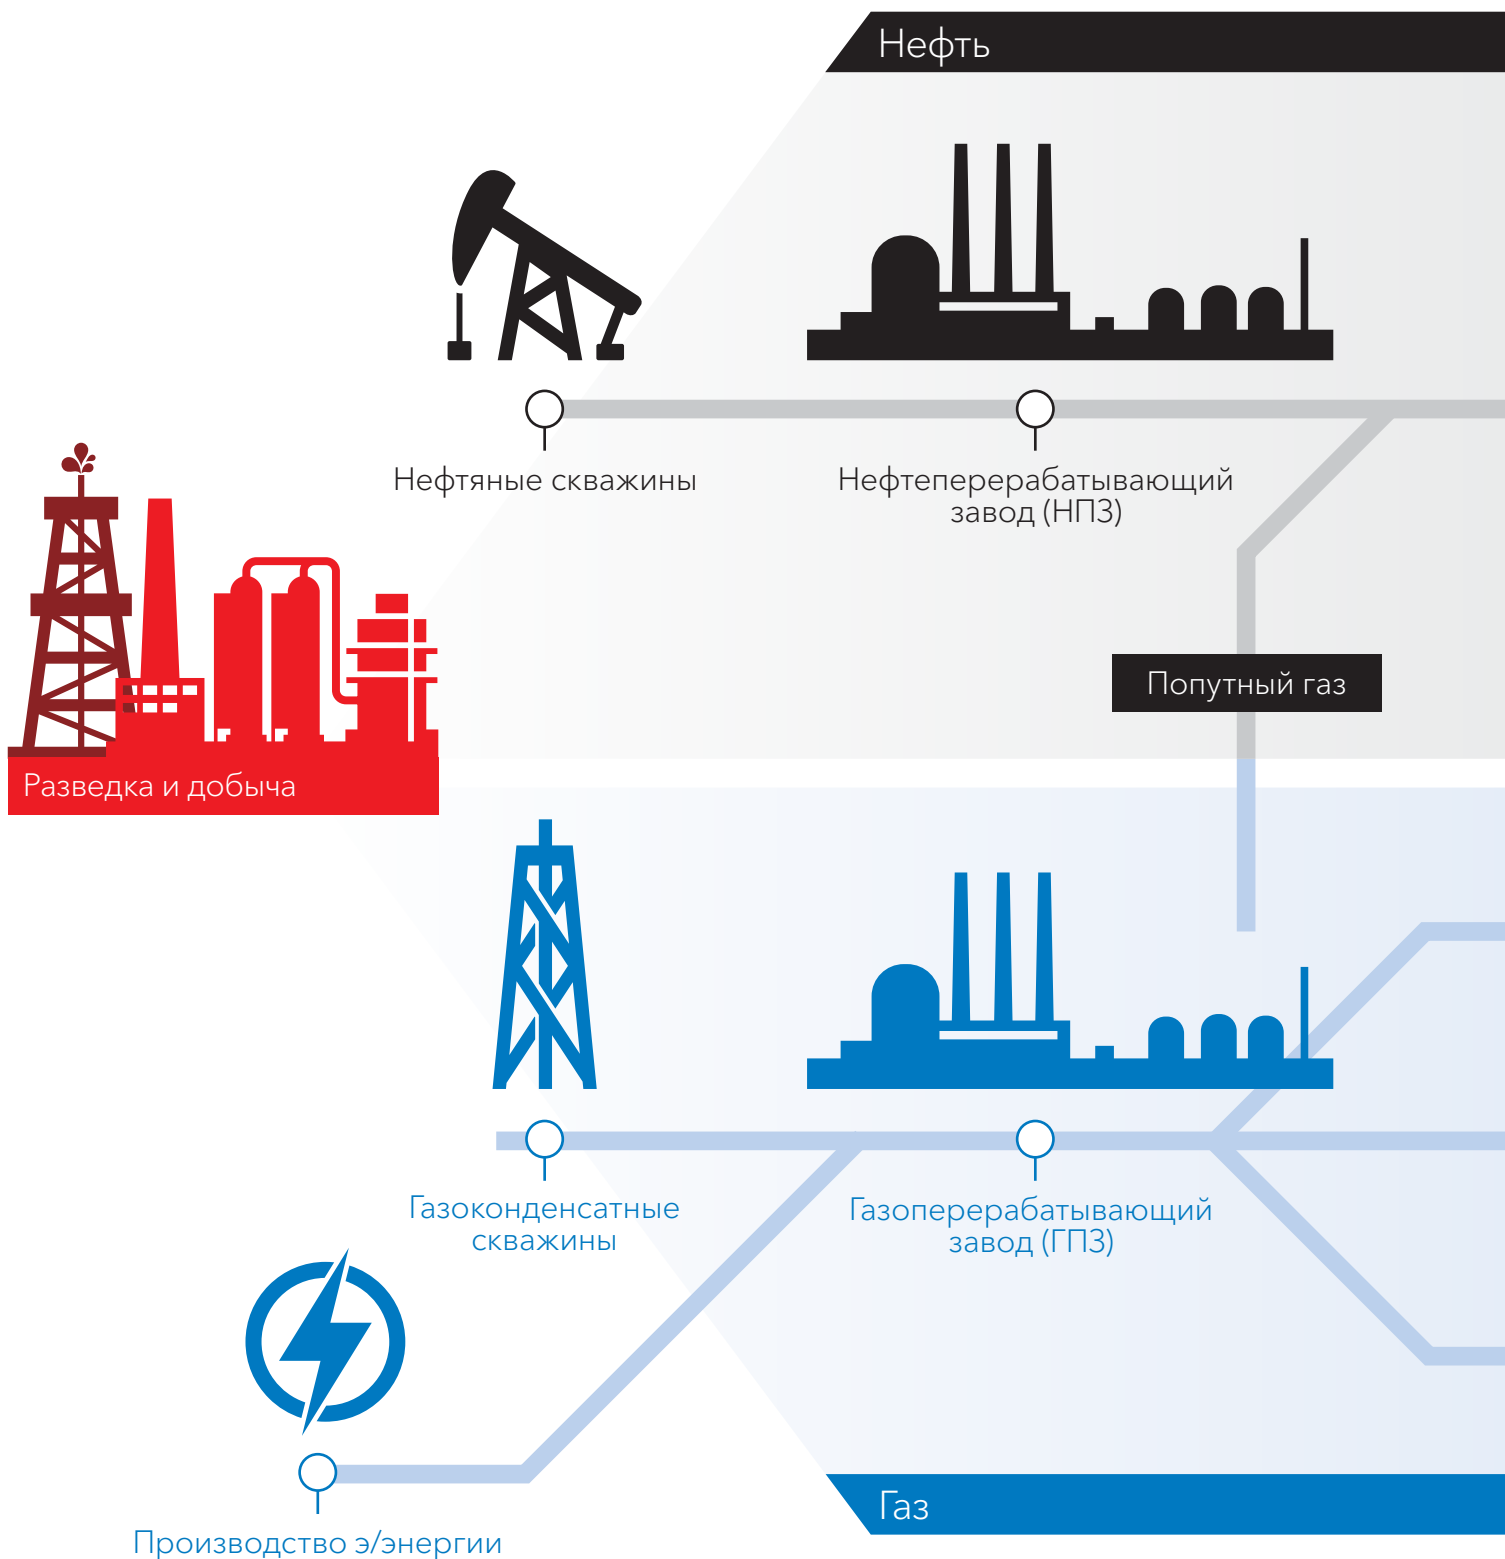 Нефть
Нефтяные скважины
Нефтеперерабатывающий
завод (НПЗ)
Попутный газ
Разведка и добыча
Газоконденсатные
скважины
Газоперерабатывающий
завод (ГПЗ)
Газ
Производство э/энергии